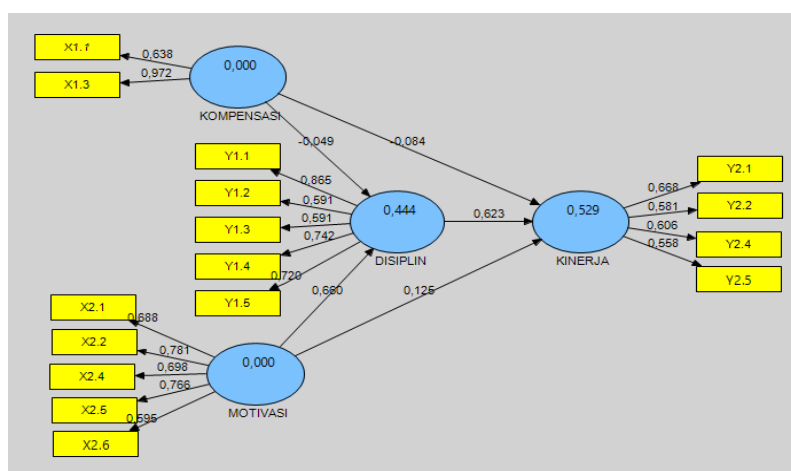 X1.1
0,638
0,000
X1.3
0,972
KOMPENSASI
-0,049
-0,084
Y1.1
0,865
Y1.2
0,591
Y1.3
0,591
Y1.4
0,742
Y1.5
0,720
0,444
DISIPLIN
0,623
0,529
KINERJA
Y2.1
0,668
Y2.2
0,581
Y2.4
0,606
Y2.5
0,558
0,660
0,125
X2.1
0,688
X2.2
0,781
X2.4
0,698
X2.5
0,766
X2.6
0,595
0,000
MOTIVASI